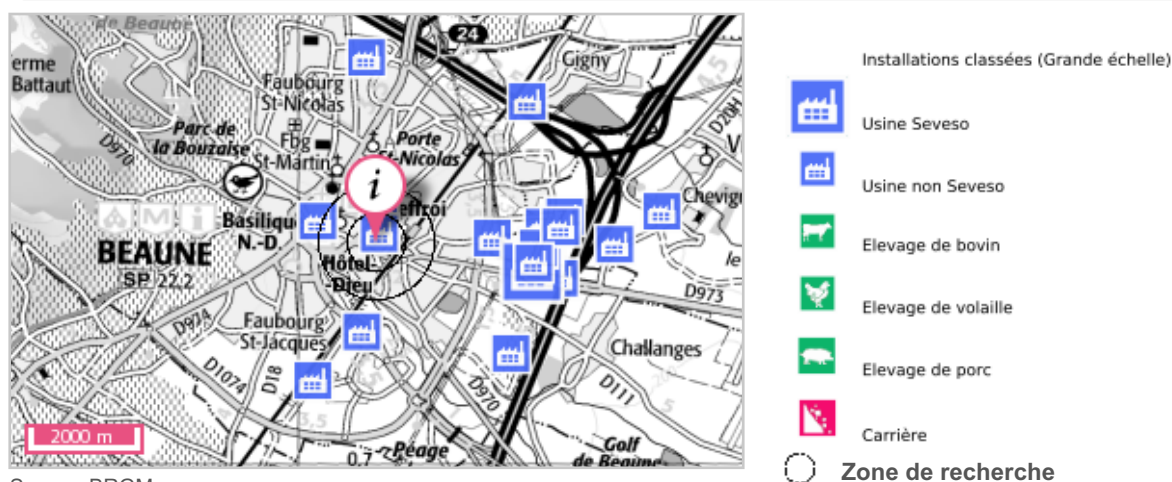 de Beaune
24
Gigny
erme
Battaut
Faubourg
St-Nicolas
D20H
Parc de
la Bouzaise
D970
Fbg
St-Martin
Porte
St-Nicolas
i
Chevign
Basiliqu
N.-D.
effroi
BEAUNE
SP 22.2
Hôtel-
-Dieu
le
D973
D974
Faubourg
St-Jacques
Challanges
D1074
D18
D970
D111
3.5
2000 m
0.7
Péage
Golf
de Beaune
Installations classées (Grande échelle)
Usine Seveso
Usine non Seveso
Elevage de bovin
Elevage de volaille
Elevage de porc
Carrière
Zone de recherche